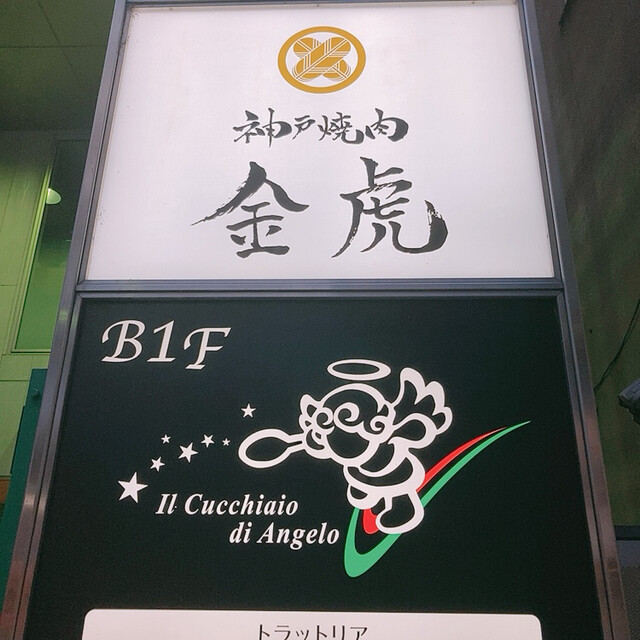 神戸焼肉
金虎
B1F
Il Cucchiaio
di Angelo
トラットリア